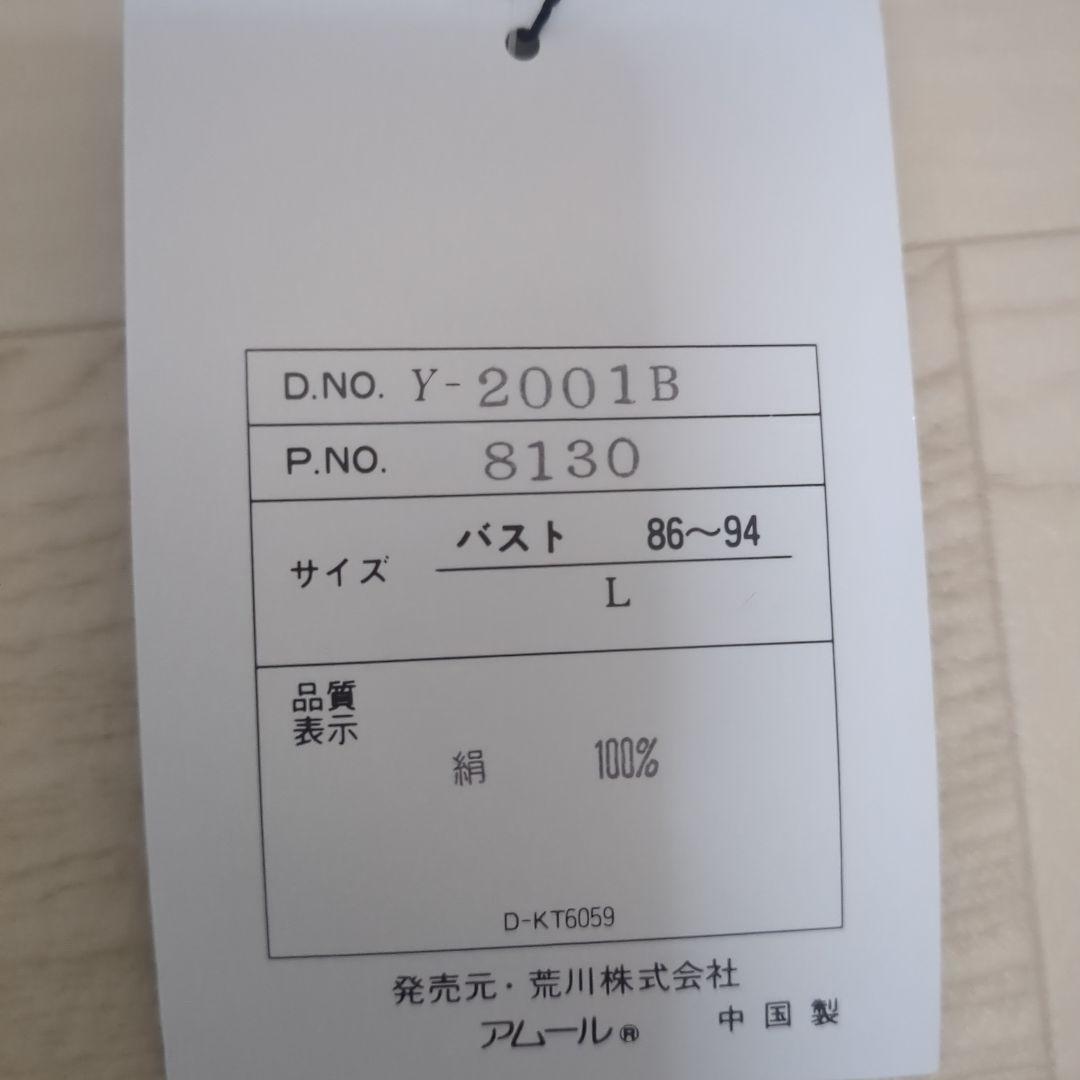 D.NO. Y-2001B
P.NO. 8130
サイズ バスト 86～94
L
品質
表示
絹 100%
D-KT6059
発売元・荒川株式会社
アムール® 中国製